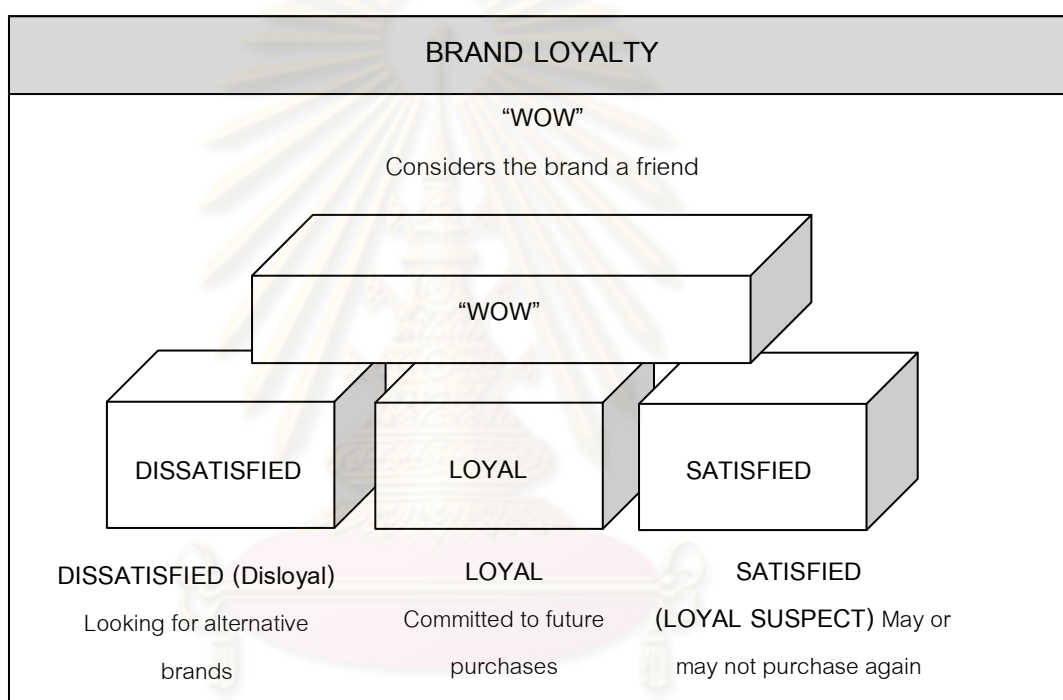 BRAND LOYALTY
“WOW”
Considers the brand a friend
“WOW”
DISSATISFIED
LOYAL
SATISFIED
DISSATISFIED (Disloyal)
Looking for alternative
brands
LOYAL
Committed to future
purchases
SATISFIED
(LOYAL SUSPECT) May or
may not purchase again